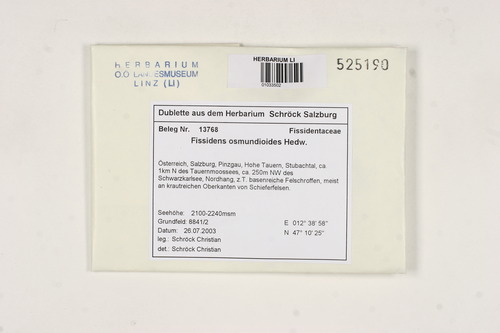 HERBARIUM
O.Ö LANDESMUSEUM
LINZ (LI)
HERBARIUM LI
01033502
525190
Dublette aus dem Herbarium Schröck Salzburg
Beleg Nr. 13768 Fissidentaceae
Fissidens osmundioides Hedw.
Österreich, Salzburg, Pinzgau, Hohe Tauern, Stubachtal, ca.
1km N des Tauernmoossees, ca. 250m NW des
Schwarzkarlsee, Nordhang, z.T. basenreiche Felschroffen, meist
an krautreichen Oberkanten von Schieferfelsen.
Seehöhe: 2100-2240msm
Grundfeld: 8841/2 E 012° 38' 58"
Datum: 26.07.2003 N 47° 10' 25"
leg.: Schröck Christian
det.: Schröck Christian